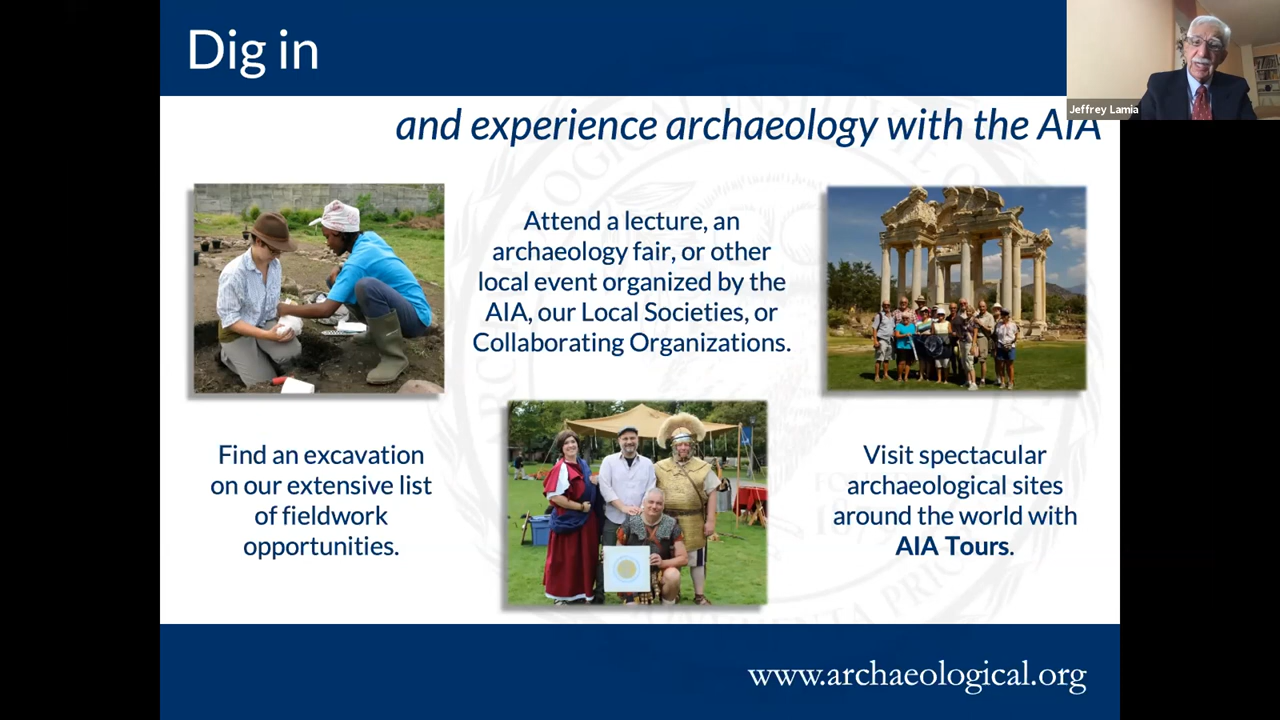 Dig in
Jeffrey Lamia
and experience archaeology with the AIA
Attend a lecture, an
archaeology fair, or other
local event organized by the
AIA, our Local Societies, or
Collaborating Organizations.
Find an excavation
on our extensive list
of fieldwork
opportunities.
Visit spectacular
archaeological sites
around the world with
AIA Tours.
www.archaeological.org